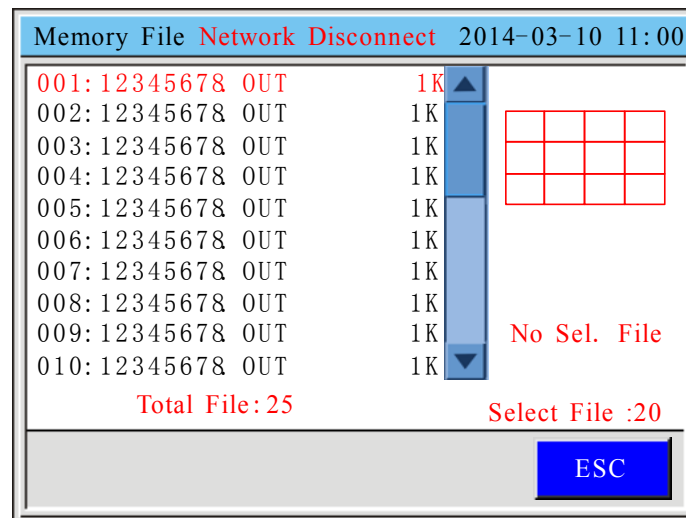 Memory File Network Disconnect 2014-03-10 11:00
001:12345678. OUT 1K
002:12345678. OUT 1K
003:12345678. OUT 1K
004:12345678. OUT 1K
005:12345678. OUT 1K
006:12345678. OUT 1K
007:12345678. OUT 1K
008:12345678. OUT 1K
009:12345678. OUT 1K
010:12345678. OUT 1K
No Sel. File
Total File:25
Select File :20
ESC